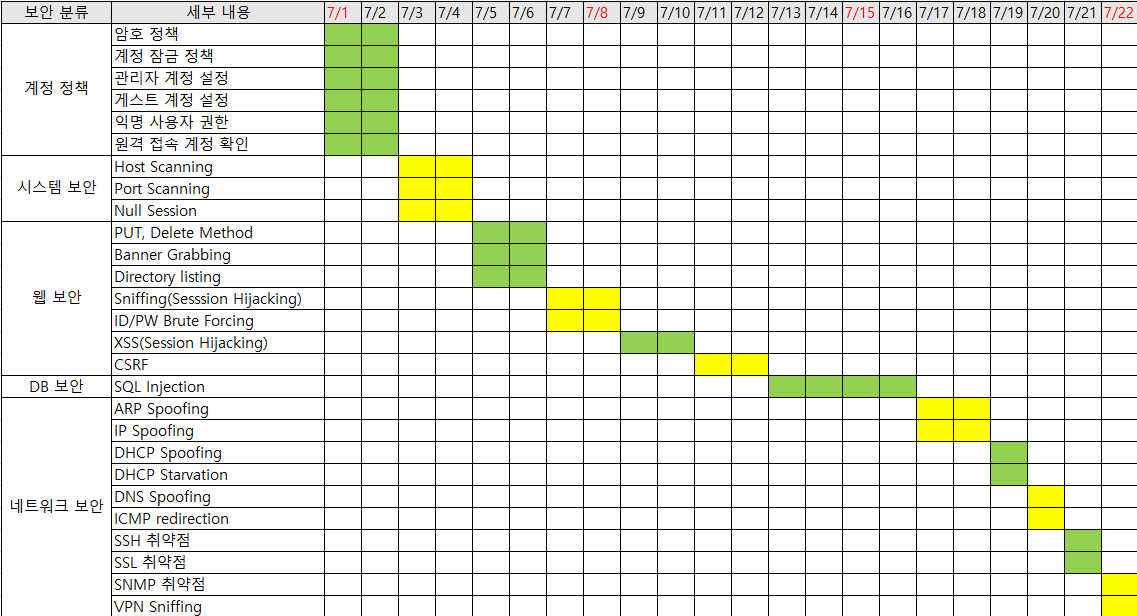 보안 분류 세부 내용 7/1 7/2 7/3 7/4 7/5 7/6 7/7 7/8 7/9 7/10 7/11 7/12 7/13 7/14 7/15 7/16 7/17 7/18 7/19 7/20 7/21 7/22
계정 정책
암호 정책
계정 잠금 정책
관리자 계정 설정
게스트 계정 설정
익명 사용자 권한
원격 접속 계정 확인
시스템 보안
Host Scanning
Port Scanning
Null Session
웹 보안
PUT, Delete Method
Banner Grabbing
Directory listing
Sniffing(Sesssion Hijacking)
ID/PW Brute Forcing
XSS(Session Hijacking)
CSRF
DB 보안
SQL Injection
네트워크 보안
ARP Spoofing
IP Spoofing
DHCP Spoofing
DHCP Starvation
DNS Spoofing
ICMP redirection
SSH 취약점
SSL 취약점
SNMP 취약점
VPN Sniffing